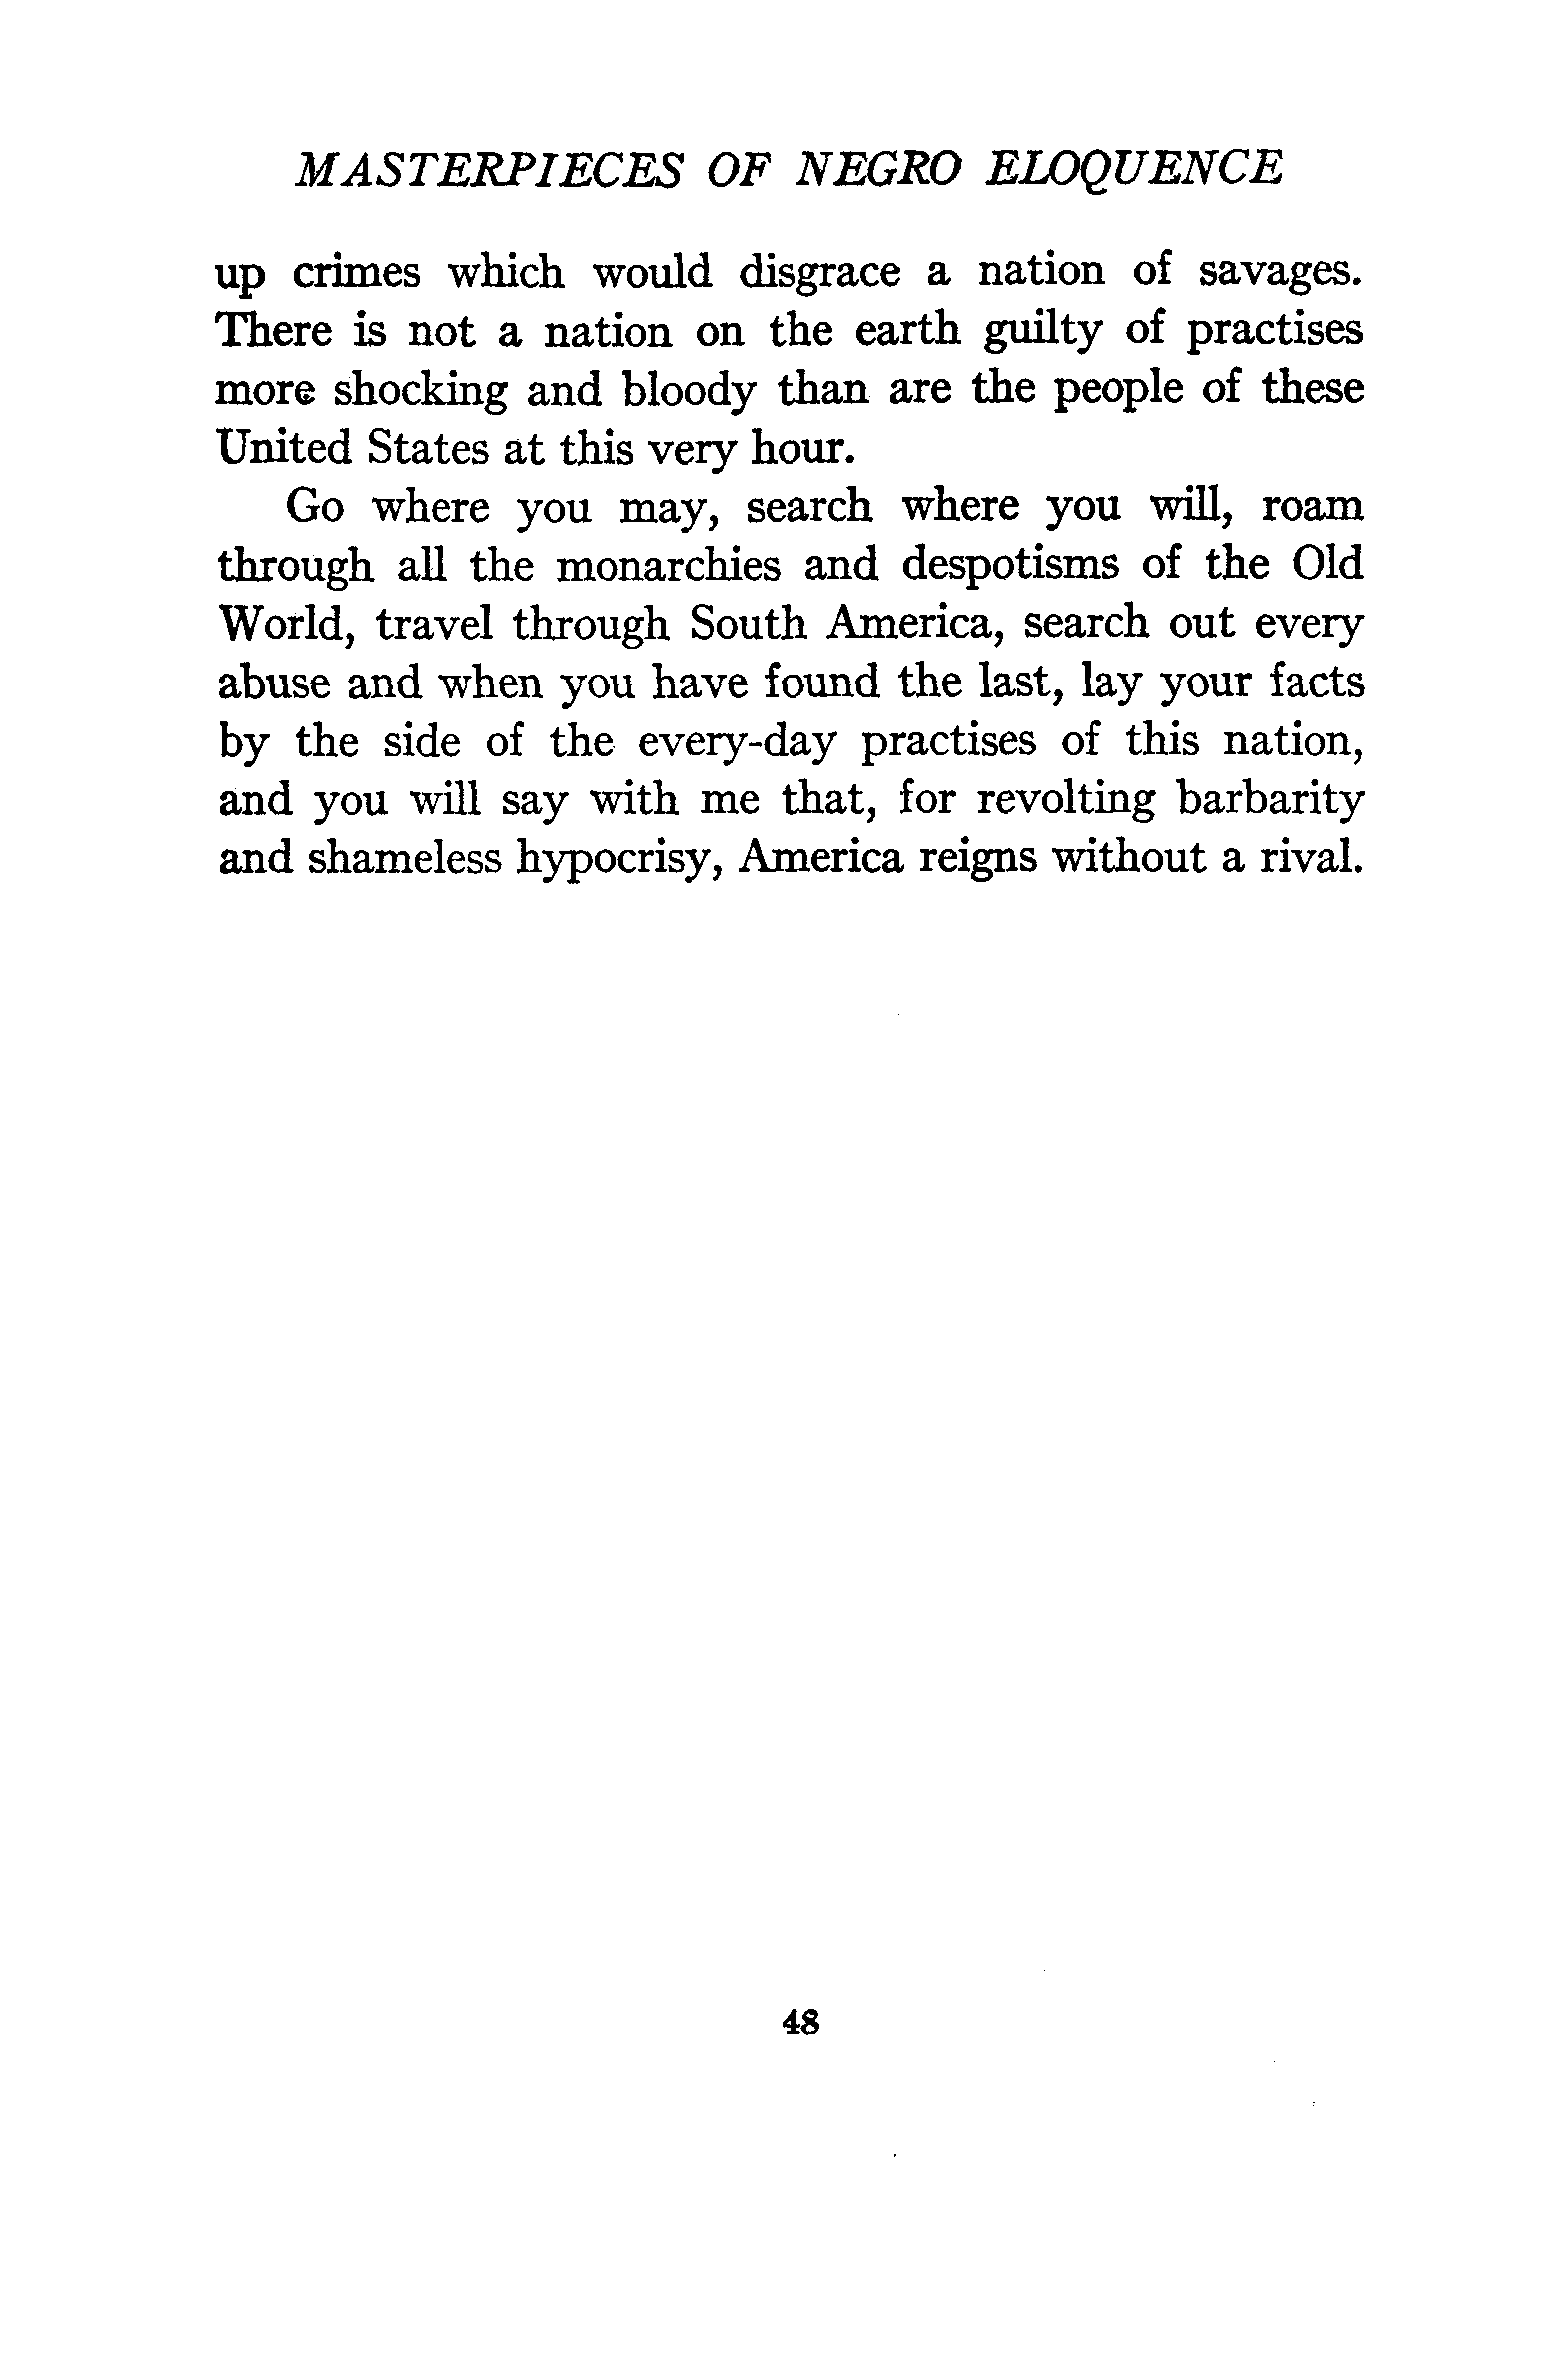 MASTERPIECES OF NEGRO ELOQUENCE
up crimes which would disgrace a nation of savages.
There is not a nation on the earth guilty of practises
more shocking and bloody than are the people of these
United States at this very hour.
Go where you may, search where you will, roam
through all the monarchies and despotisms of the Old
World, travel through South America, search out every
abuse and when you have found the last, lay your facts
by the side of the every-day practises of this nation,
and you will say with me that, for revolting barbarity
and shameless hypocrisy, America reigns without a rival.
48